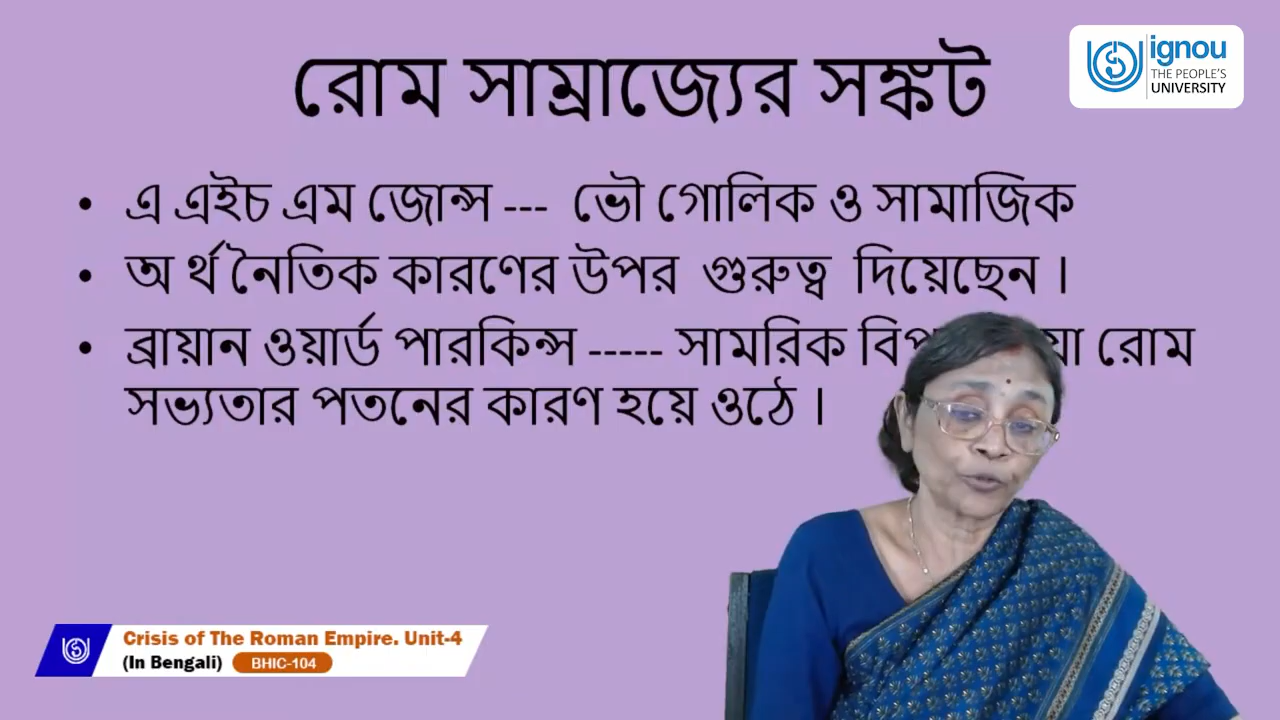 রোম সাম্রাজ্যের সঙ্কট
ignou
THE PEOPLE'S
UNIVERSITY
• এ এইচ এম জোন্স --- ভৌ গোলিক ও সামাজিক
• অ র্থ নৈতিক কারণের উপর গুরুত্ব দিয়েছেন ।
• ব্রায়ান ওয়ার্ড পারকিন্স ----- সামরিক রোম
সভ্যতার পতনের কারণ হয়ে ওঠে ।
Crisis of The Roman Empire. Unit-4
(In Bengali) BHIC-104